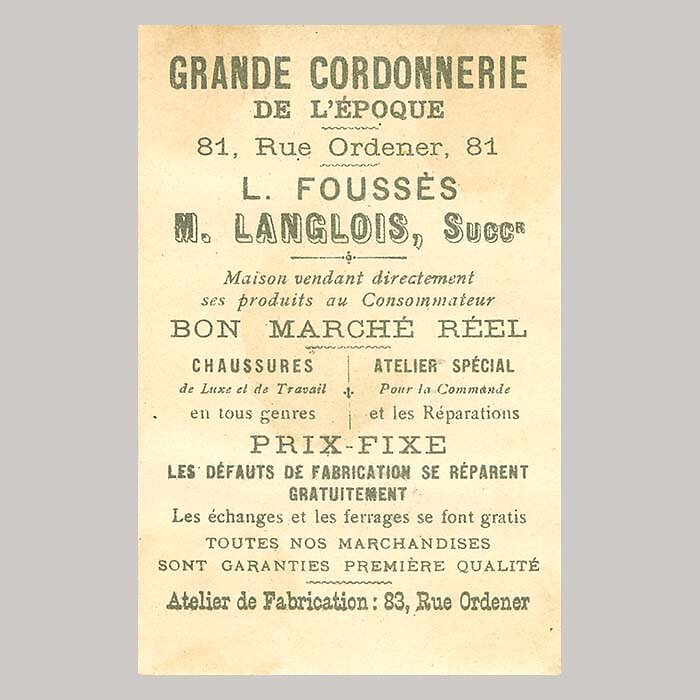 GRANDE CORDONNERIE
DE L'ÉPOQUE
81, Rue Ordener, 81
L. FOUSSÈS
M. LANGLOIS, SUCCR
Maison vendant directement
ses produits au Consommateur
BON MARCHÉ RÉEL
CHAUSSURES
de Luxe et de Travail
en tous genres
ATELIER SPÉCIAL
Pour la Commande
et les Réparations
PRIX-FIXE
LES DÉFAUTS DE FABRICATION SE RÉPARENT
GRATUITEMENT
Les échanges et les ferrages se font gratis
TOUTES NOS MARCHANDISES
SONT GARANTIES PREMIÈRE QUALITÉ
Atelier de Fabrication : 83, Rue Ordener